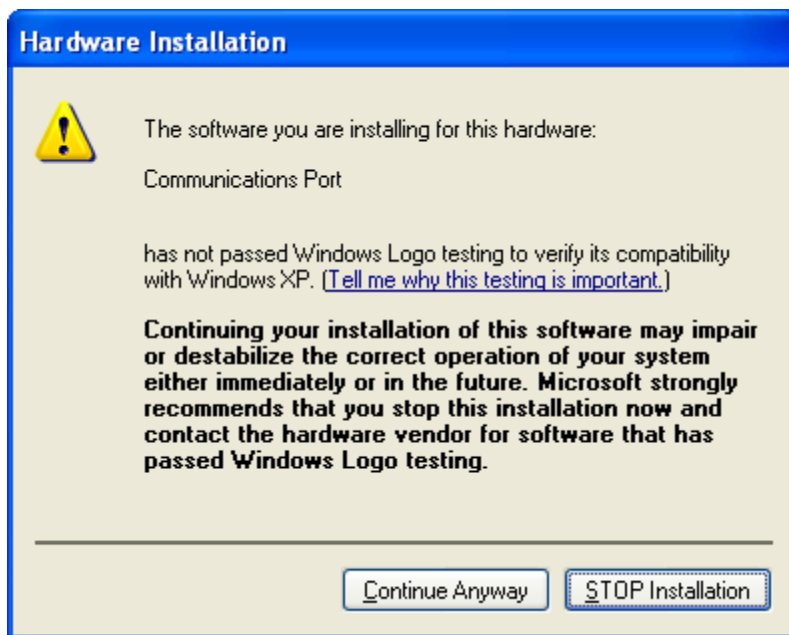 Hardware Installation
The software you are installing for this hardware:
Communications Port
has not passed Windows Logo testing to verify its compatibility
with Windows XP. (Tell me why this testing is important.)
Continuing your installation of this software may impair
or destabilize the correct operation of your system
either immediately or in the future. Microsoft strongly
recommends that you stop this installation now and
contact the hardware vendor for software that has
passed Windows Logo testing.
Continue Anyway
STOP Installation